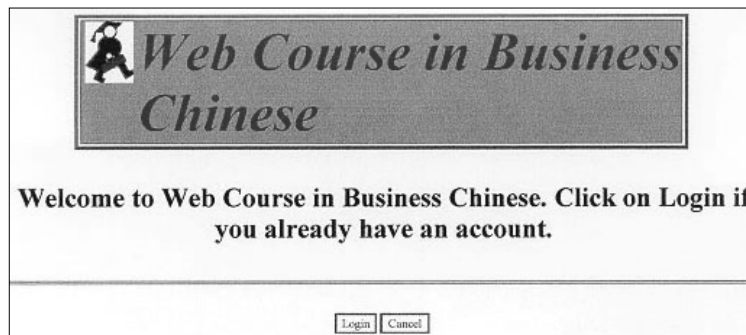 Web Course in Business
Chinese
Welcome to Web Course in Business Chinese. Click on Login if
you already have an account.
Login Cancel